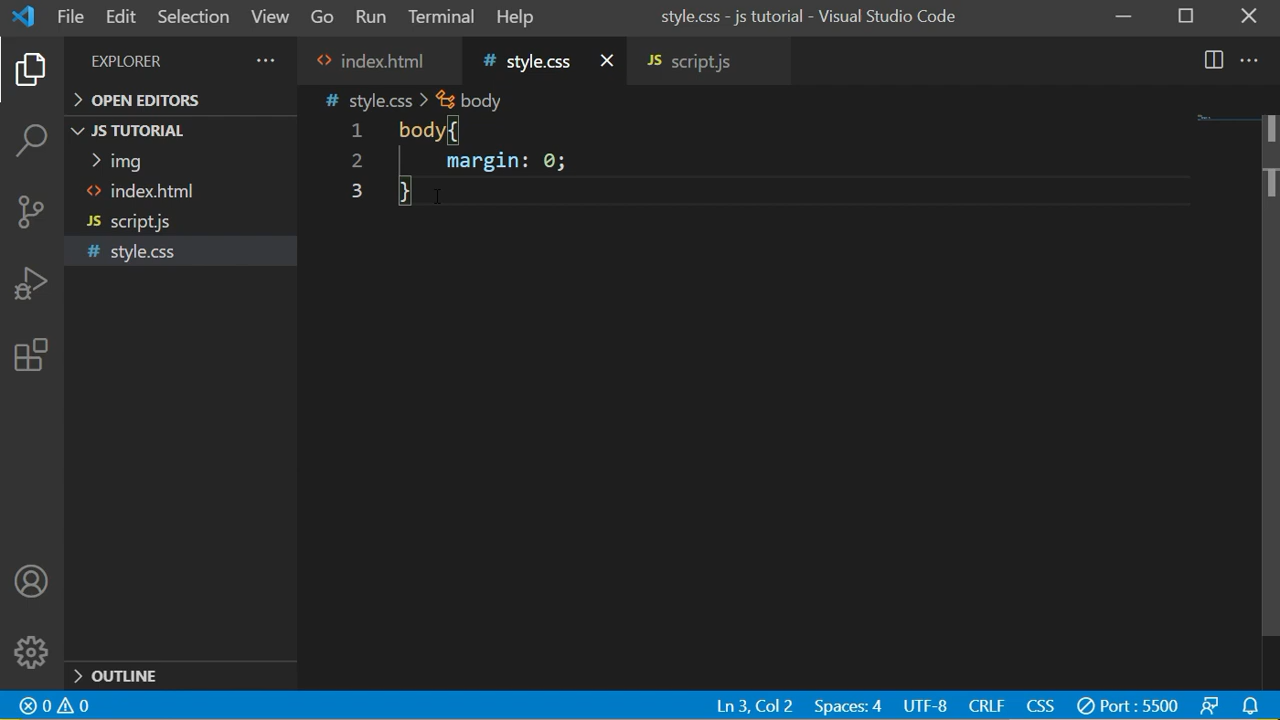 File Edit Selection View Go Run Terminal Help style.css - js tutorial - Visual Studio Code
EXPLORER
index.html # style.css JS script.js
OPEN EDITORS
# style.css > body
JS TUTORIAL
img
index.html
JS script.js
# style.css
1 body{
2 margin: 0;
3 }
OUTLINE
0 0 Ln 3, Col 2 Spaces: 4 UTF-8 CRLF CSS Port : 5500